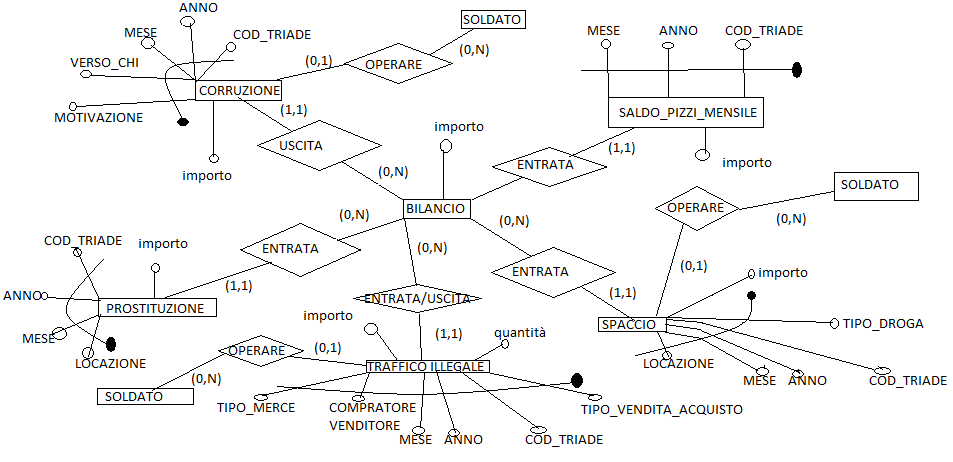 ANNO
SOLDATO
MESE
COD_TRIADE
(0,N)
(0,1)
OPERARE
VERSO_CHI
CORRUZIONE
MOTIVAZIONE
(1,1)
importo
USCITA
(0,N)
MESE
ANNO
COD_TRIADE
SALDO_PIZZI_MENSILE
importo
(1,1)
ENTRATA
importo
BILANCIO
SOLDATO
OPERARE
(0,N)
(0,1)
(0,N)
(0,N)
(0,N)
COD_TRIADE
importo
ENTRATA
(1,1)
ANNO
PROSTITUZIONE
MESE
LOCAZIONE
ENTRATA
(1,1)
importo
SPACCIO
TIPO_DROGA
LOCAZIONE
MESE
ANNO
COD_TRIADE
ENTRATA/USCITA
importo
(1,1)
quantità
OPERARE
(0,1)
(0,N)
SOLDATO
TRAFFICO ILLEGALE
TIPO_MERCE
COMPRATORE
VENDITORE
MESE
ANNO
COD_TRIADE
TIPO_VENDITA_ACQUISTO